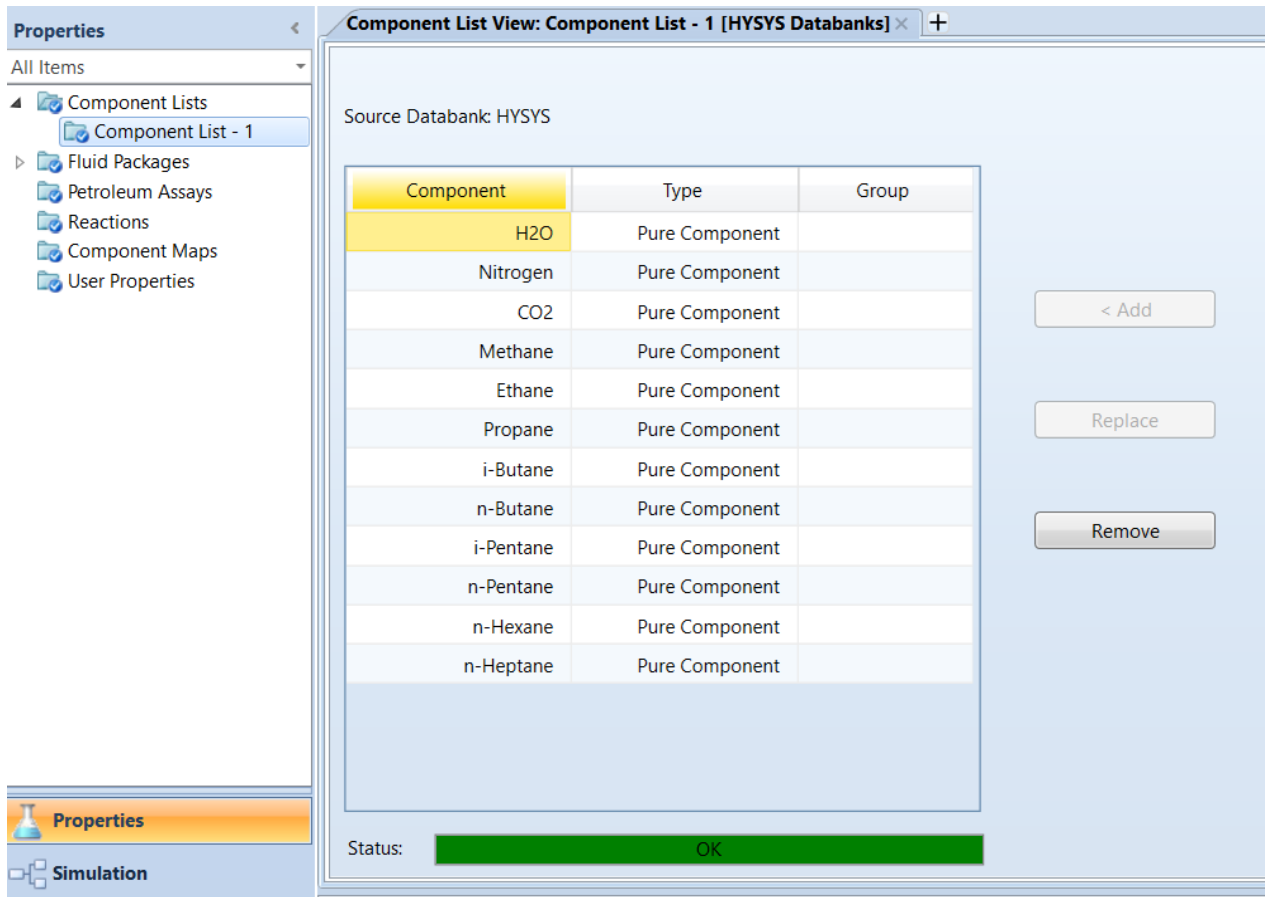 Properties <
All Items
Component Lists
Component List - 1
Fluid Packages
Petroleum Assays
Reactions
Component Maps
User Properties
Properties
Simulation
Component List View: Component List - 1 [HYSYS Databanks] × +
Source Databank: HYSYS
Component Type Group
H2O Pure Component
Nitrogen Pure Component
CO2 Pure Component
Methane Pure Component
Ethane Pure Component
Propane Pure Component
i-Butane Pure Component
n-Butane Pure Component
i-Pentane Pure Component
n-Pentane Pure Component
n-Hexane Pure Component
n-Heptane Pure Component
< Add
Replace
Remove
Status: OK